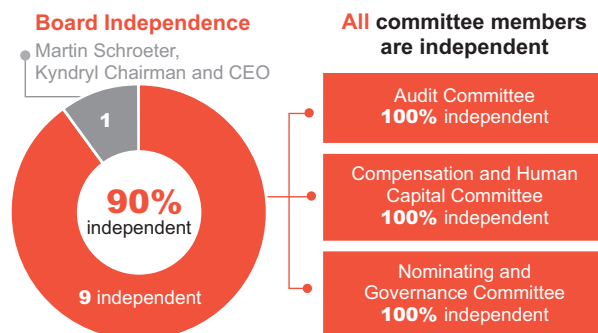 Board Independence
Martin Schroeter,
Kyndryl Chairman and CEO
1
90%
independent
9 independent
All committee members
are independent
Audit Committee
100% independent
Compensation and Human
Capital Committee
100% independent
Nominating and
Governance Committee
100% independent